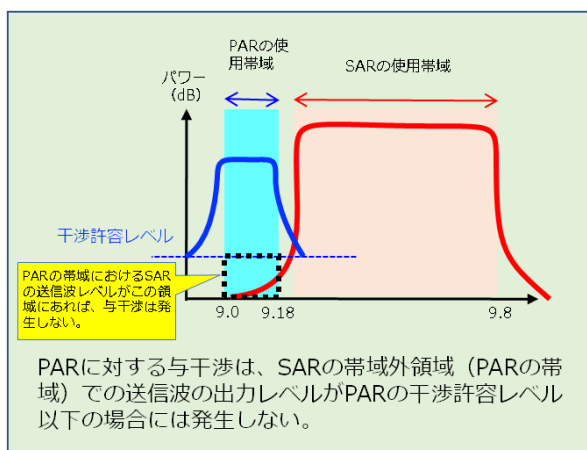 PARの使
用帯域
SARの使用帯域
パワー
(dB)
干渉許容レベル
PARの帯域におけるSAR
の送信波レベルがこの領
域にあれば、与干渉は発
生しない。
9.0
9.18
9.8
PARに対する与干渉は、SARの帯域外領域（PARの帯
域）での送信波の出力レベルがPARの干渉許容レベル
以下の場合には発生しない。